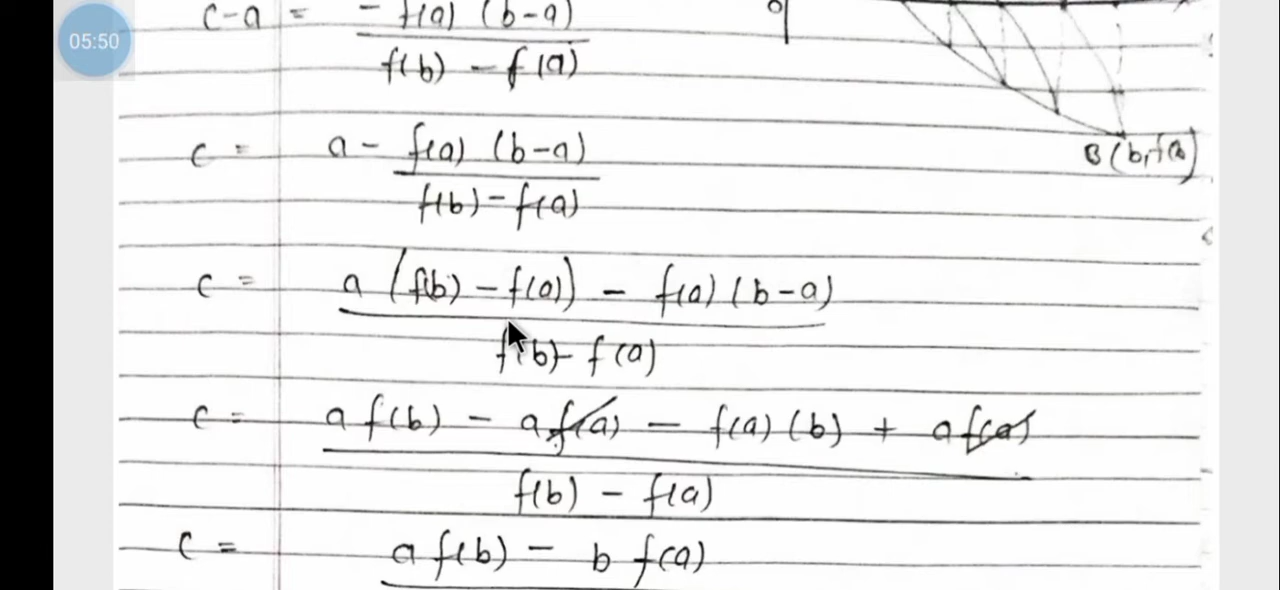 05:50
c-a = - f(a) (b-a)
f(b) - f(a)
c = a - f(a) (b-a)
f(b) - f(a)
B (b, f(b)
c = a (f(b) - f(a)) - f(a) (b-a)
f(b) - f(a)
c = a f(b) - a f(a) - f(a) (b) + a f(a)
f(b) - f(a)
c = a f(b) - b f(a)